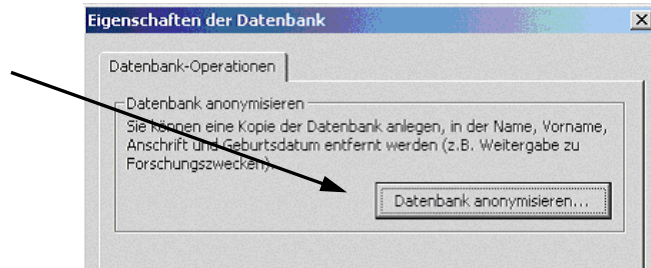 Eigenschaften der Datenbank
Datenbank-Operationen
Datenbank anonymisieren
Sie können eine Kopie der Datenbank anlegen, in der Name, Vorname,
Anschrift und Geburtsdatum entfernt werden (z.B. Weitergabe zu
Forschungszwecken).
Datenbank anonymisieren...